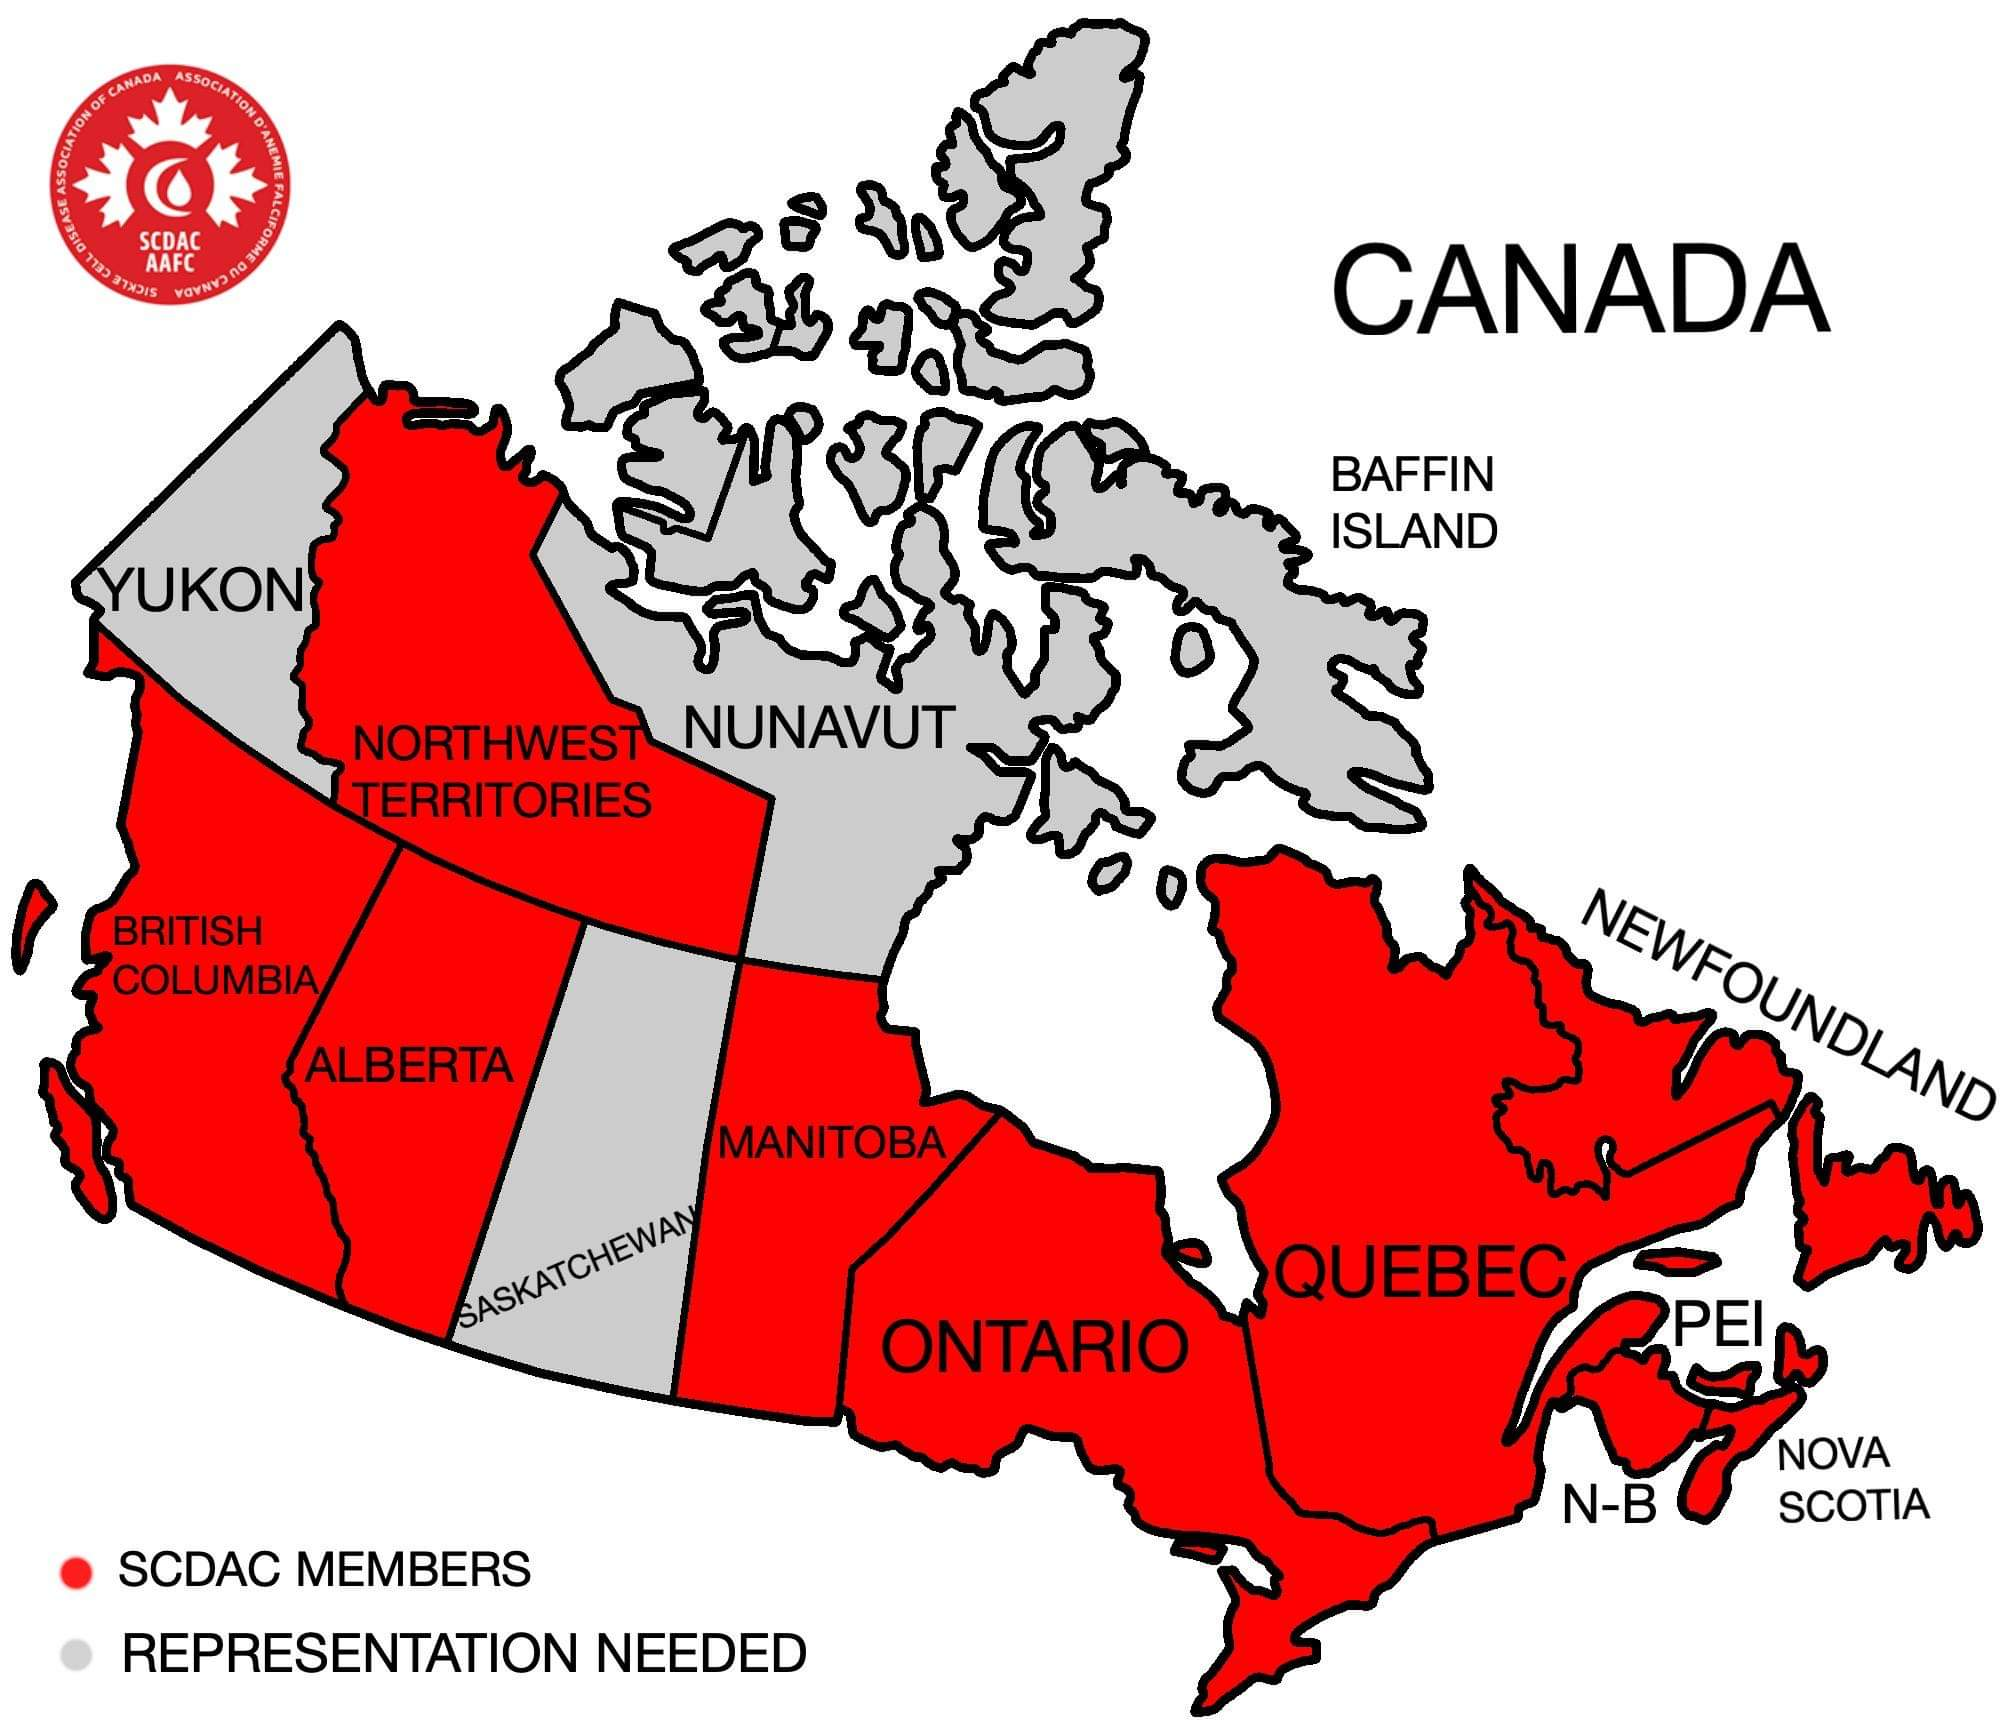 SICKLE CELL DISEASE ASSOCIATION OF CANADA
ASSOCIATION D'ANEMIE FALCIFORME DU CANADA
SCDAC
AAFC
CANADA
BAFFIN
ISLAND
YUKON
NORTHWEST
TERRITORIES
NUNAVUT
BRITISH
COLUMBIA
ALBERTA
SASKATCHEWAN
MANITOBA
ONTARIO
QUEBEC
NEWFOUNDLAND
PEI
N-B
NOVA
SCOTIA
SCDAC MEMBERS
REPRESENTATION NEEDED